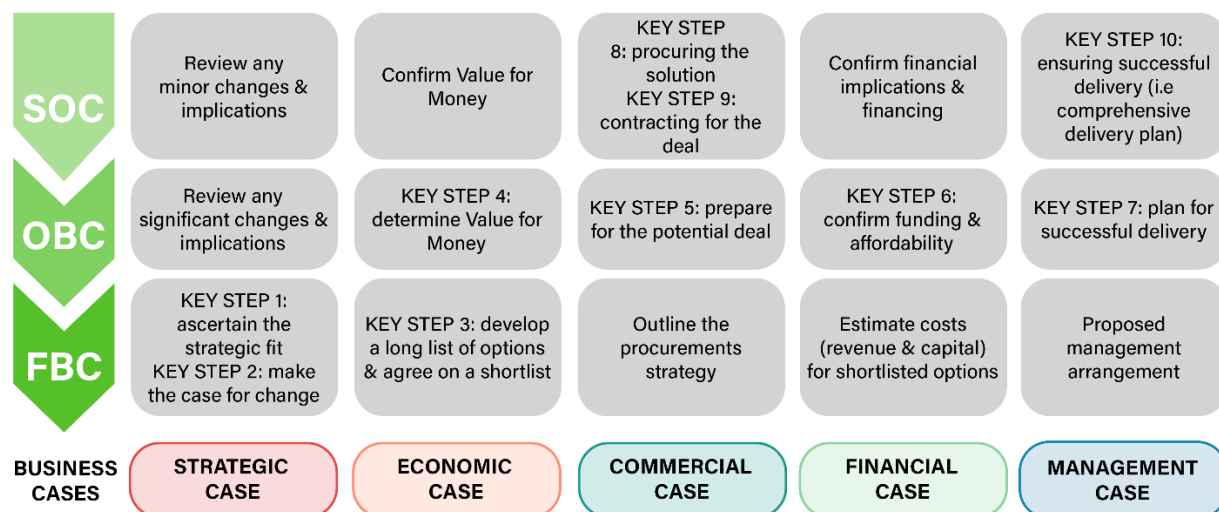 SOC
Review any
minor changes &
implications
Confirm Value for
Money
KEY STEP
8: procuring the
solution
KEY STEP 9:
contracting for the
deal
Confirm financial
implications &
financing
KEY STEP 10:
ensuring successful
delivery (i.e
comprehensive
delivery plan)
OBC
Review any
significant changes &
implications
KEY STEP 4:
determine Value for
Money
KEY STEP 5: prepare
for the potential deal
KEY STEP 6:
confirm funding &
affordability
KEY STEP 7: plan for
successful delivery
FBC
KEY STEP 1:
ascertain the
strategic fit
KEY STEP 2: make
the case for change
KEY STEP 3: develop
a long list of options
& agree on a shortlist
Outline the
procurements
strategy
Estimate costs
(revenue & capital)
for shortlisted options
Proposed
management
arrangement
BUSINESS
CASES
STRATEGIC
CASE
ECONOMIC
CASE
COMMERCIAL
CASE
FINANCIAL
CASE
MANAGEMENT
CASE